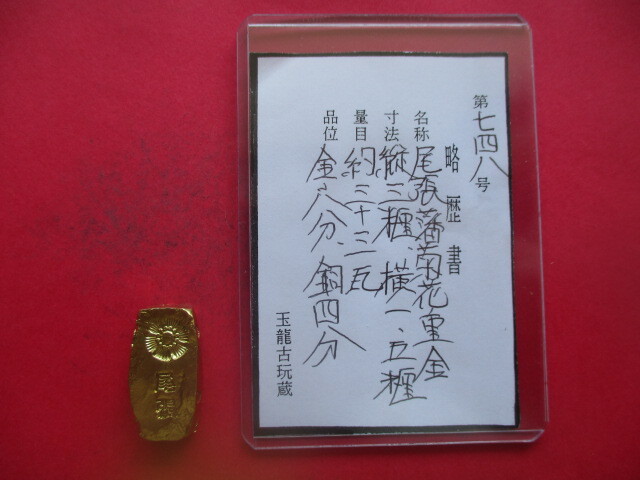 第七四八号
略歴書
名称 尾張藩菊花重金
寸法 縦三糎、横一、五糎
量目 約三十三瓦
品位 金八分、銅四分
玉龍古玩蔵
尾張